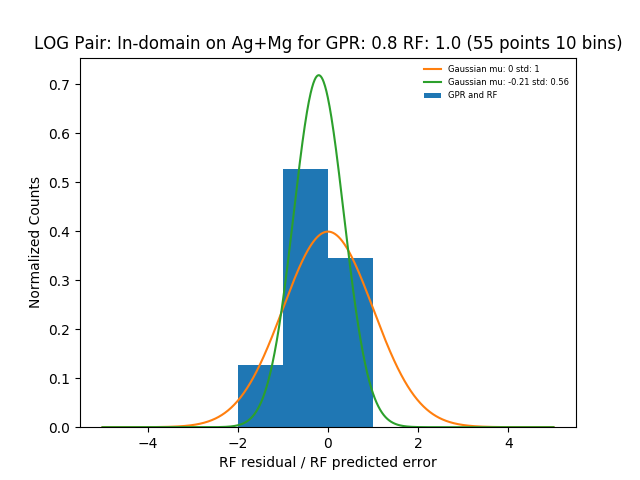 LOG Pair: In-domain on Ag+Mg for GPR: 0.8 RF: 1.0 (55 points 10 bins)
Gaussian mu: 0 std: 1
Gaussian mu: -0.21 std: 0.56
GPR and RF
Normalized Counts
0.7
0.6
0.5
0.4
0.3
0.2
0.1
0.0
−4
−2
0
2
4
RF residual / RF predicted error